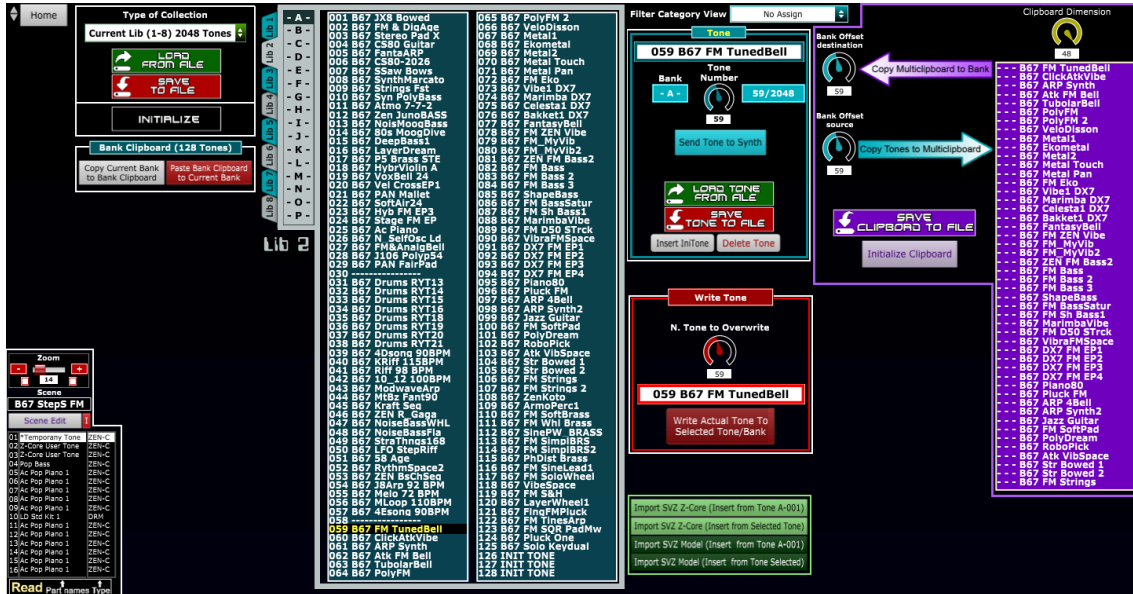 Home
Type of Collection
Current Lib (1-8) 2048 Tones
LOAD
FROM FILE
SAVE
TO FILE
INITIALIZE
Bank Clipboard (128 Tones)
Copy Current Bank
to Bank Clipboard
Paste Bank Clipboard
to Current Bank
Lib 1
Lib 2
Lib 3
Lib 4
Lib 5
Lib 6
Lib 7
Lib 8
- A -
- B -
- C -
- D -
- E -
- F -
- G -
- H -
- I -
- J -
- K -
- L -
- M -
- N -
- O -
- P -
Lib 2
001 B67 JX8 Bowed
002 B67 FM & DigAge
003 B67 Stereo Pad X
004 B67 CS80 Guitar
005 B67 FantaARP
006 B67 CS80-2026
007 B67 SSaw Bows
008 B67 SynthMarcato
009 B67 Strings Fst
010 B67 Syn PolyBass
011 B67 Atmo 7-7-2
012 B67 Zen JunoBASS
013 B67 NoisMoogBass
014 B67 80s MoogDive
015 B67 DeepBass1
016 B67 LayerDream
017 B67 P5 Brass STE
018 B67 HybrViolin A
019 B67 VoxBell 24
020 B67 Vel CrossEP1
021 B67 PAN Mallet
022 B67 SoftAir24
023 B67 Hyb FM EP3
024 B67 Stage FM EP
025 B67 Ac Piano
026 B67 N_SelfOsc Ld
027 B67 FM&AnaigBell
028 B67 J106 Polyp54
029 B67 PAN FairPad
030 ----------------
031 B67 Drums RYT13
032 B67 Drums RYT14
033 B67 Drums RYT15
034 B67 Drums RYT16
035 B67 Drums RYT18
036 B67 Drums RYT19
037 B67 Drums RYT20
038 B67 Drums RYT21
039 B67 4Dsong 90BPM
040 B67 KRiff 115BPM
041 B67 Riff 98 BPM
042 B67 10_12 100BPM
043 B67 ModwaveArp
044 B67 MtBz Fant90
045 B67 Kraft Seq
046 B67 ZEN R_Gaga
047 B67 NoiseBassWHL
048 B67 NoiseBassFla
049 B67 StraThngs168
050 B67 LFO StepRiff
051 B67 58 Age
052 B67 RythmSpace2
053 B67 ZEN BsChSeq
054 B67 J8Arp 92 BPM
055 B67 Melo 72 BPM
056 B67 MLoop 110BPM
057 B67 4Esong 90BPM
058 ----------------
059 B67 FM TunedBell
060 B67 ClickAtkVibe
061 B67 ARP Synth
062 B67 Atk FM Bell
063 B67 TubolarBell
064 B67 PolyFM
065 B67 PolyFM 2
066 B67 VeloDisson
067 B67 Metal1
068 B67 Ekometal
069 B67 Metal2
070 B67 Metal Touch
071 B67 Metal Pan
072 B67 FM Eko
073 B67 Vibe1 DX7
074 B67 Marimba DX7
075 B67 Celesta1 DX7
076 B67 Bakket1 DX7
077 B67 FantasyBell
078 B67 FM ZEN Vibe
079 B67 FM_MyVib
080 B67 FM_MyVib2
081 B67 ZEN FM Bass2
082 B67 FM Bass
083 B67 FM Bass 2
084 B67 FM Bass 3
085 B67 ShapeBass
086 B67 FM BassSatur
087 B67 FM Sh Bass1
088 B67 MarimbaVibe
089 B67 FM D50 STrck
090 B67 VibraFMSpace
091 B67 DX7 FM EP1
092 B67 DX7 FM EP2
093 B67 DX7 FM EP3
094 B67 DX7 FM EP4
095 B67 Piano80
096 B67 Pluck FM
097 B67 ARP 4Bell
098 B67 ARP Synth2
099 B67 Jazz Guitar
100 B67 FM SoftPad
101 B67 PolyDream
102 B67 RoboPick
103 B67 Atk VibSpace
104 B67 Str Bowed 1
105 B67 Str Bowed 2
106 B67 FM Strings
107 B67 FM Strings 2
108 B67 ZenKoto
109 B67 ArmoPerc1
110 B67 FM SoftBrass
111 B67 FM Whl Brass
112 B67 SinePW_BRASS
113 B67 FM SimplBRS
114 B67 FM SimplBRS2
115 B67 PhDist Brass
116 B67 FM SineLead1
117 B67 FM SoloWheel
118 B67 VibeSpace
119 B67 FM S&H
120 B67 LayerWheel1
121 B67 FingFMPluck
122 B67 FM TinesArp
123 B67 FM SQR PadMw
124 B67 Pluck One
125 B67 Solo Keydual
126 INIT TONE
127 INIT TONE
128 INIT TONE
Filter Category View
No Assign
Tone
059 B67 FM TunedBell
Bank
Tone
Number
- A -
59/2048
59
Send Tone to Synth
LOAD TONE
FROM FILE
SAVE
TONE TO FILE
Insert IniTone
Delete Tone
Write Tone
N. Tone to Overwrite
59
059 B67 FM TunedBell
Write Actual Tone To
Selected Tone/Bank
Import SVZ Z-Core (Insert from Tone A-001)
Import SVZ Z-Core (Insert from Selected Tone)
Import SVZ Model (Insert from Tone A-001)
Import SVZ Model (Insert from Tone Selected)
Bank Offset
destination
59
Copy Multiclipboard to Bank
Bank Offset
source
59
Copy Tones to Multiclipboard
SAVE
CLIPBOARD TO FILE
Initialize Clipboard
Clipboard Dimension
48
- - - B67 FM TunedBell
- - - B67 ClickAtkVibe
- - - B67 ARP Synth
- - - B67 Atk FM Bell
- - - B67 TubolarBell
- - - B67 PolyFM
- - - B67 PolyFM 2
- - - B67 VeloDisson
- - - B67 Metal1
- - - B67 Ekometal
- - - B67 Metal2
- - - B67 Metal Touch
- - - B67 Metal Pan
- - - B67 FM Eko
- - - B67 Vibe1 DX7
- - - B67 Marimba DX7
- - - B67 Celesta1 DX7
- - - B67 Bakket1 DX7
- - - B67 FantasyBell
- - - B67 FM ZEN Vibe
- - - B67 FM_MyVib
- - - B67 FM_MyVib2
- - - B67 ZEN FM Bass2
- - - B67 FM Bass
- - - B67 FM Bass 2
- - - B67 FM Bass 3
- - - B67 ShapeBass
- - - B67 FM BassSatur
- - - B67 FM Sh Bass1
- - - B67 MarimbaVibe
- - - B67 FM D50 STrck
- - - B67 VibraFMSpace
- - - B67 DX7 FM EP1
- - - B67 DX7 FM EP2
- - - B67 DX7 FM EP3
- - - B67 DX7 FM EP4
- - - B67 Piano80
- - - B67 Pluck FM
- - - B67 ARP 4Bell
- - - B67 ARP Synth2
- - - B67 Jazz Guitar
- - - B67 FM SoftPad
- - - B67 PolyDream
- - - B67 RoboPick
- - - B67 Atk VibSpace
- - - B67 Str Bowed 1
- - - B67 Str Bowed 2
- - - B67 FM Strings
Zoom
- 14 +
Scene
B67 StepS FM
Scene Edit
I
01 *Temporany Tone ZEN-C
02 Z-Core User Tone ZEN-C
03 Z-Core User Tone ZEN-C
04 Pop Bass ZEN-C
05 Ac Pop Piano 1 ZEN-C
06 Ac Pop Piano 1 ZEN-C
07 Ac Pop Piano 1 ZEN-C
08 Ac Pop Piano 1 ZEN-C
09 Ac Pop Piano 1 ZEN-C
10 LD Std Kit 1 DRM
11 Ac Pop Piano 1 ZEN-C
12 Ac Pop Piano 1 ZEN-C
13 Ac Pop Piano 1 ZEN-C
14 Ac Pop Piano 1 ZEN-C
15 Ac Pop Piano 1 ZEN-C
16 Ac Pop Piano 1 ZEN-C
Read Part names Type